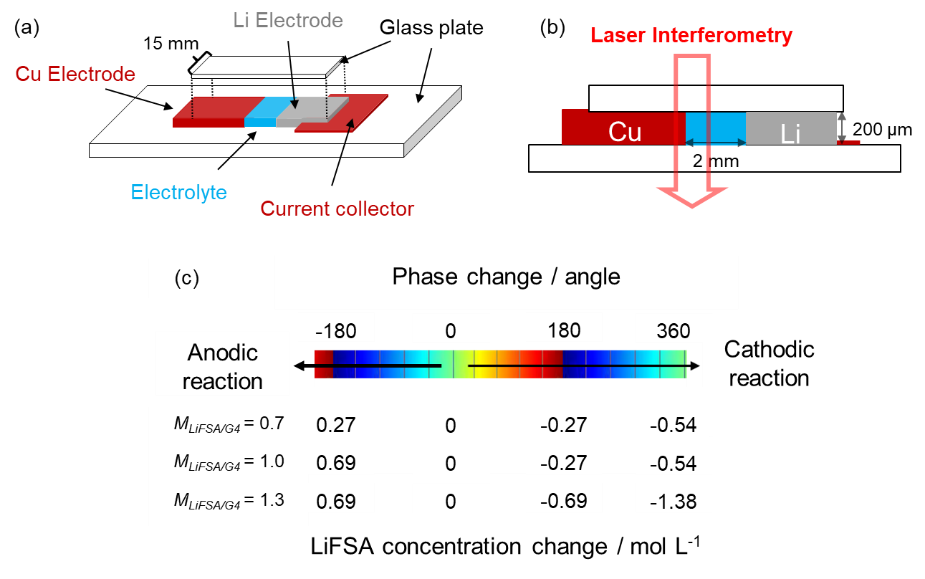 (a)
Li Electrode
Glass plate
15 mm
Cu Electrode
Electrolyte
Current collector
(b)
Laser Interferometry
Cu
Li
200 μm
2 mm
(c)
Phase change / angle
-180 0 180 360
Anodic
reaction
Cathodic
reaction
MLiFSA/G4 = 0.7 0.27 0 -0.27 -0.54
MLiFSA/G4 = 1.0 0.69 0 -0.27 -0.54
MLiFSA/G4 = 1.3 0.69 0 -0.69 -1.38
LiFSA concentration change / mol L-1